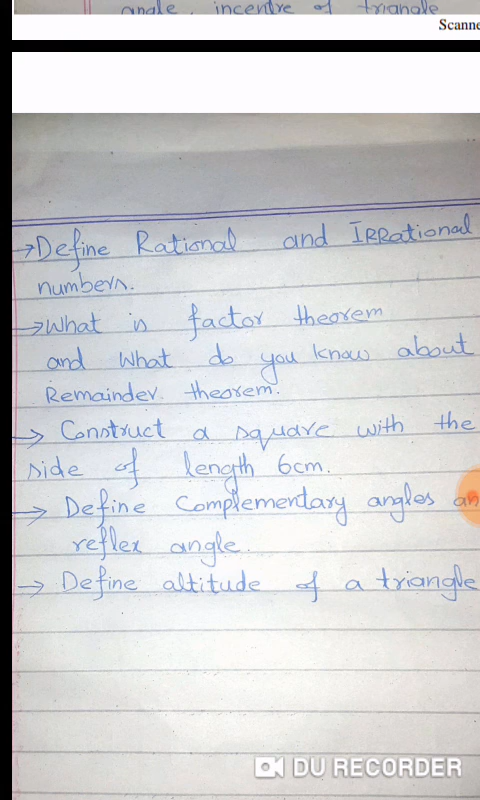 angle, incentre of triangle
Scanne
→Define Rational and IRRational
numbers.
→What is factor theorem
and What do you know about
Remainder theorem.
→ Construct a square with the
side of length 6cm.
→ Define Complementary angles an
reflex angle.
→ Define altitude of a triangle
DU RECORDER